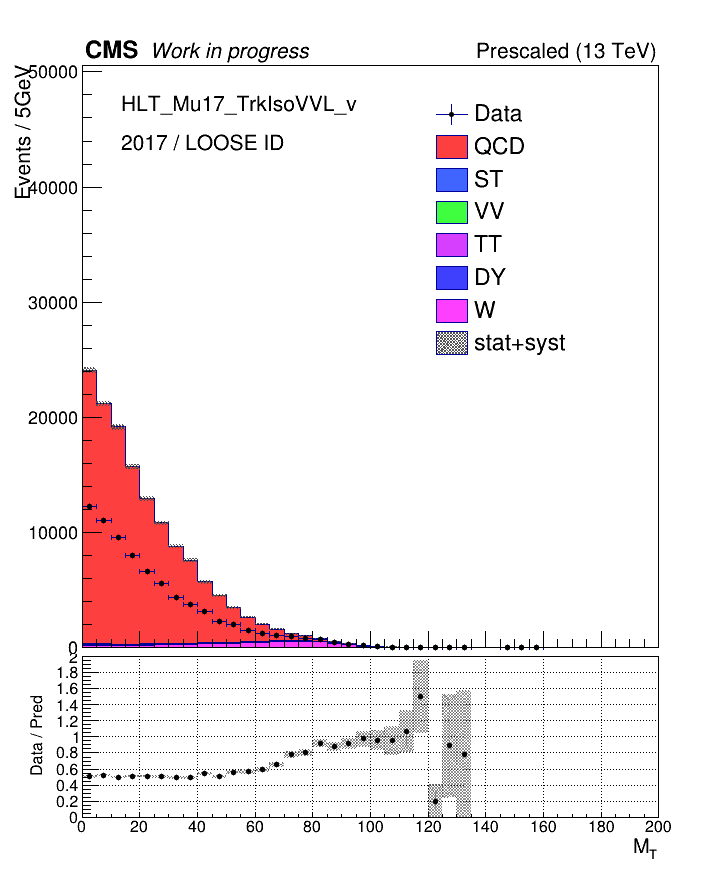 CMS Work in progress Prescaled (13 TeV)
Events / 5GeV
50000
40000
30000
20000
10000
0
HLT_Mu17_TrkIsoVVL_v
2017 / LOOSE ID
Data
QCD
ST
VV
TT
DY
W
stat+syst
Data / Pred
2
1.8
1.6
1.4
1.2
1
0.8
0.6
0.4
0.2
0
0 20 40 60 80 100 120 140 160 180 200
M_T